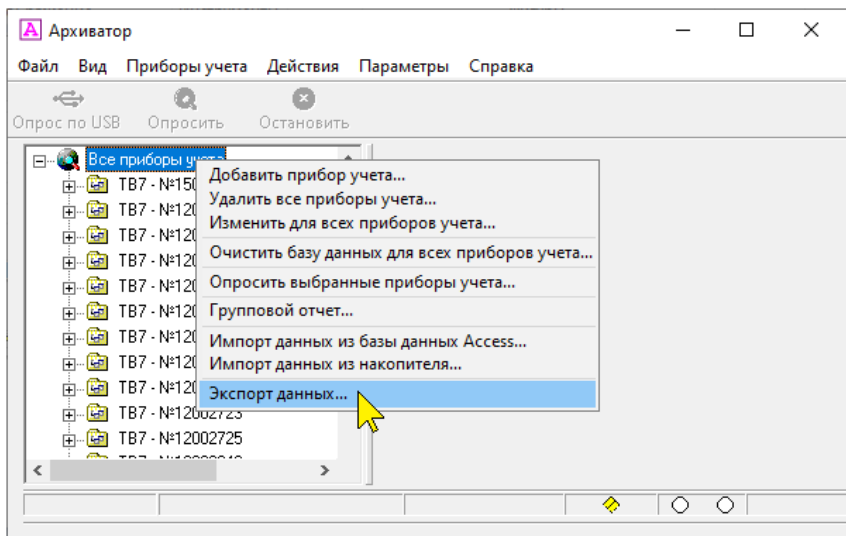 Архиватор
Файл Вид Приборы учета Действия Параметры Справка
Опрос по USB Опросить Остановить
Все приборы учета
ТВ7 - №150
ТВ7 - №120
ТВ7 - №120
ТВ7 - №120
ТВ7 - №120
ТВ7 - №120
ТВ7 - №120
ТВ7 - №120
ТВ7 - №120
ТВ7 - №12002723
ТВ7 - №12002725
Добавить прибор учета...
Удалить все приборы учета...
Изменить для всех приборов учета...
Очистить базу данных для всех приборов учета...
Опросить выбранные приборы учета...
Групповой отчет...
Импорт данных из базы данных Access...
Импорт данных из накопителя...
Экспорт данных...